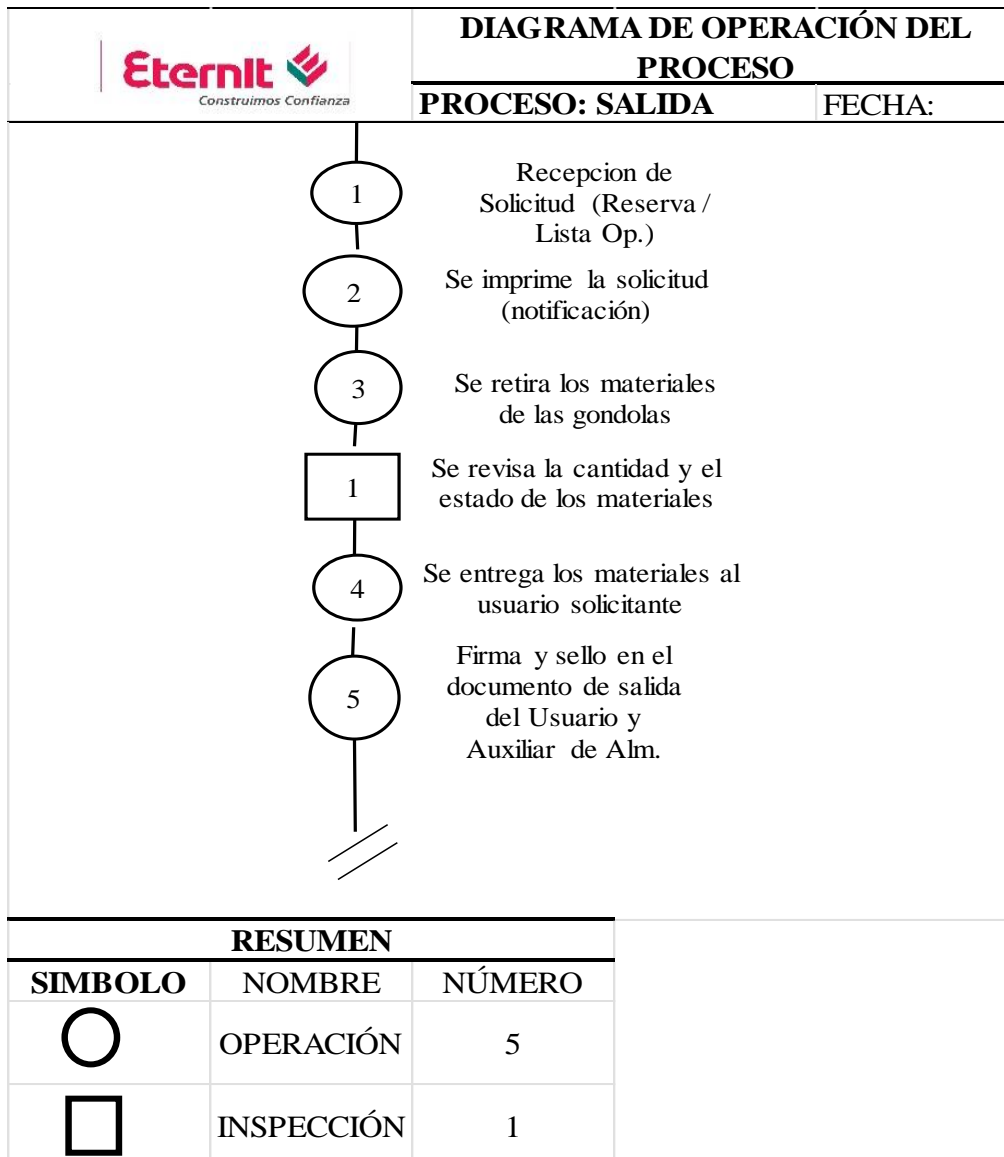 EternIt
Construimos Confianza
DIAGRAMA DE OPERACIÓN DEL
PROCESO
PROCESO: SALIDA
FECHA:
1
Recepcion de
Solicitud (Reserva /
Lista Op.)
2
Se imprime la solicitud
(notificación)
3
Se retira los materiales
de las gondolas
1
Se revisa la cantidad y el
estado de los materiales
4
Se entrega los materiales al
usuario solicitante
5
Firma y sello en el
documento de salida
del Usuario y
Auxiliar de Alm.
RESUMEN
SIMBOLO NOMBRE NÚMERO
OPERACIÓN 5
INSPECCIÓN 1